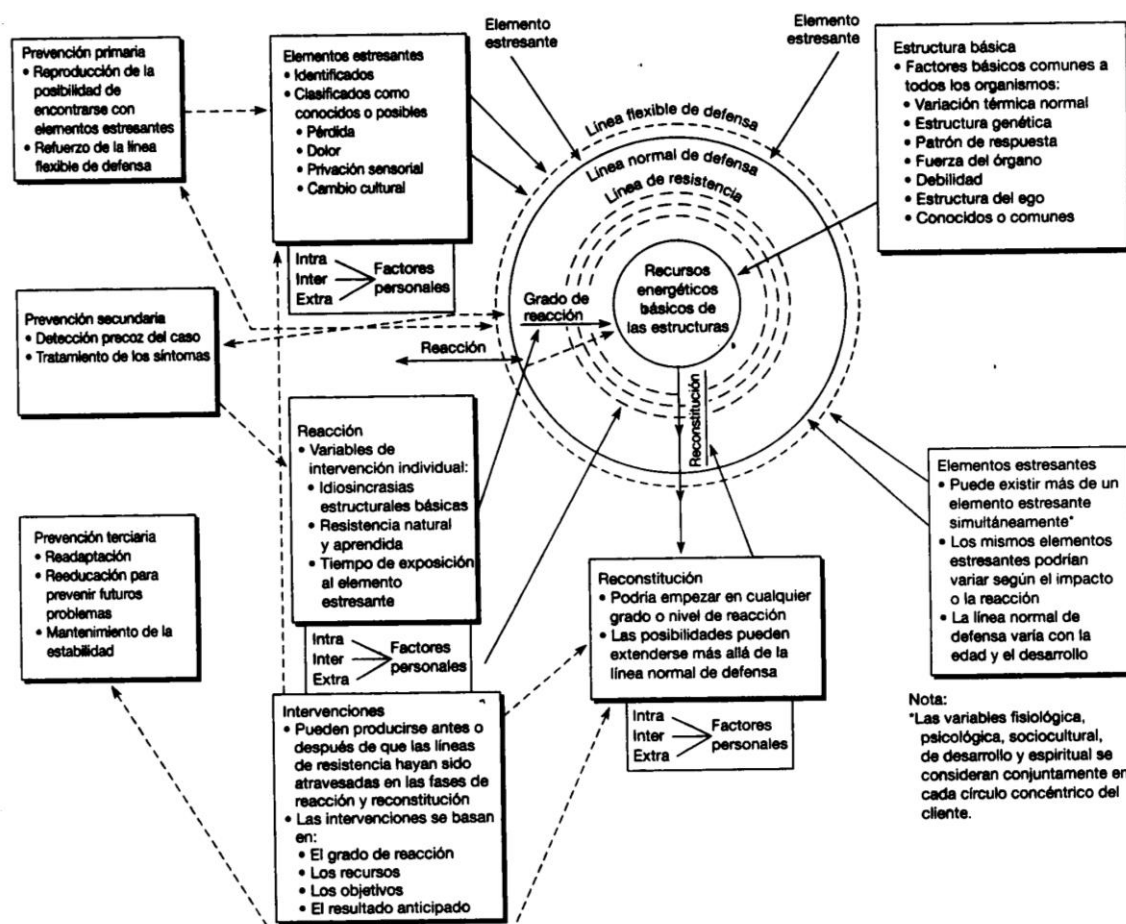 Prevención primaria
• Reproducción de la
posibilidad de
encontrarse con
elementos estresantes
• Refuerzo de la línea
flexible de defensa
Elementos estresantes
• Identificados
• Clasificados como
conocidos o posibles
• Pérdida
• Dolor
• Privación sensorial
• Cambio cultural
Intra
Inter
Extra
Factores
personales
Elemento
estresante
Elemento
estresante
Estructura básica
• Factores básicos comunes a
todos los organismos:
• Variación térmica normal
• Estructura genética
• Patrón de respuesta
• Fuerza del órgano
• Debilidad
• Estructura del ego
• Conocidos o comunes
Línea flexible de defensa
Línea normal de defensa
Línea de resistencia
Recursos
energéticos
básicos de
las estructuras
Grado de
reacción
Reacción
Reconstitución
Prevención secundaria
• Detección precoz del caso
• Tratamiento de los síntomas
Reacción
• Variables de
intervención individual:
• Idiosincrasias
estructurales básicas
• Resistencia natural
y aprendida
• Tiempo de exposición
al elemento
estresante
Intra
Inter
Extra
Factores
personales
Prevención terciaria
• Readaptación
• Reeducación para
prevenir futuros
problemas
• Mantenimiento de la
estabilidad
Intervenciones
• Pueden producirse antes o
después de que las líneas
de resistencia hayan sido
atravesadas en las fases de
reacción y reconstitución
• Las intervenciones se basan
en:
• El grado de reacción
• Los recursos
• Los objetivos
• El resultado anticipado
Reconstitución
• Podría empezar en cualquier
grado o nivel de reacción
• Las posibilidades pueden
extenderse más allá de la
línea normal de defensa
Intra
Inter
Extra
Factores
personales
Elementos estresantes
• Puede existir más de un
elemento estresante
simultáneamente*
• Los mismos elementos
estresantes podrían
variar según el impacto
o la reacción
• La línea normal de
defensa varía con la
edad y el desarrollo
Nota:
*Las variables fisiológica,
psicológica, sociocultural,
de desarrollo y espiritual se
consideran conjuntamente en
cada círculo concéntrico del
cliente.